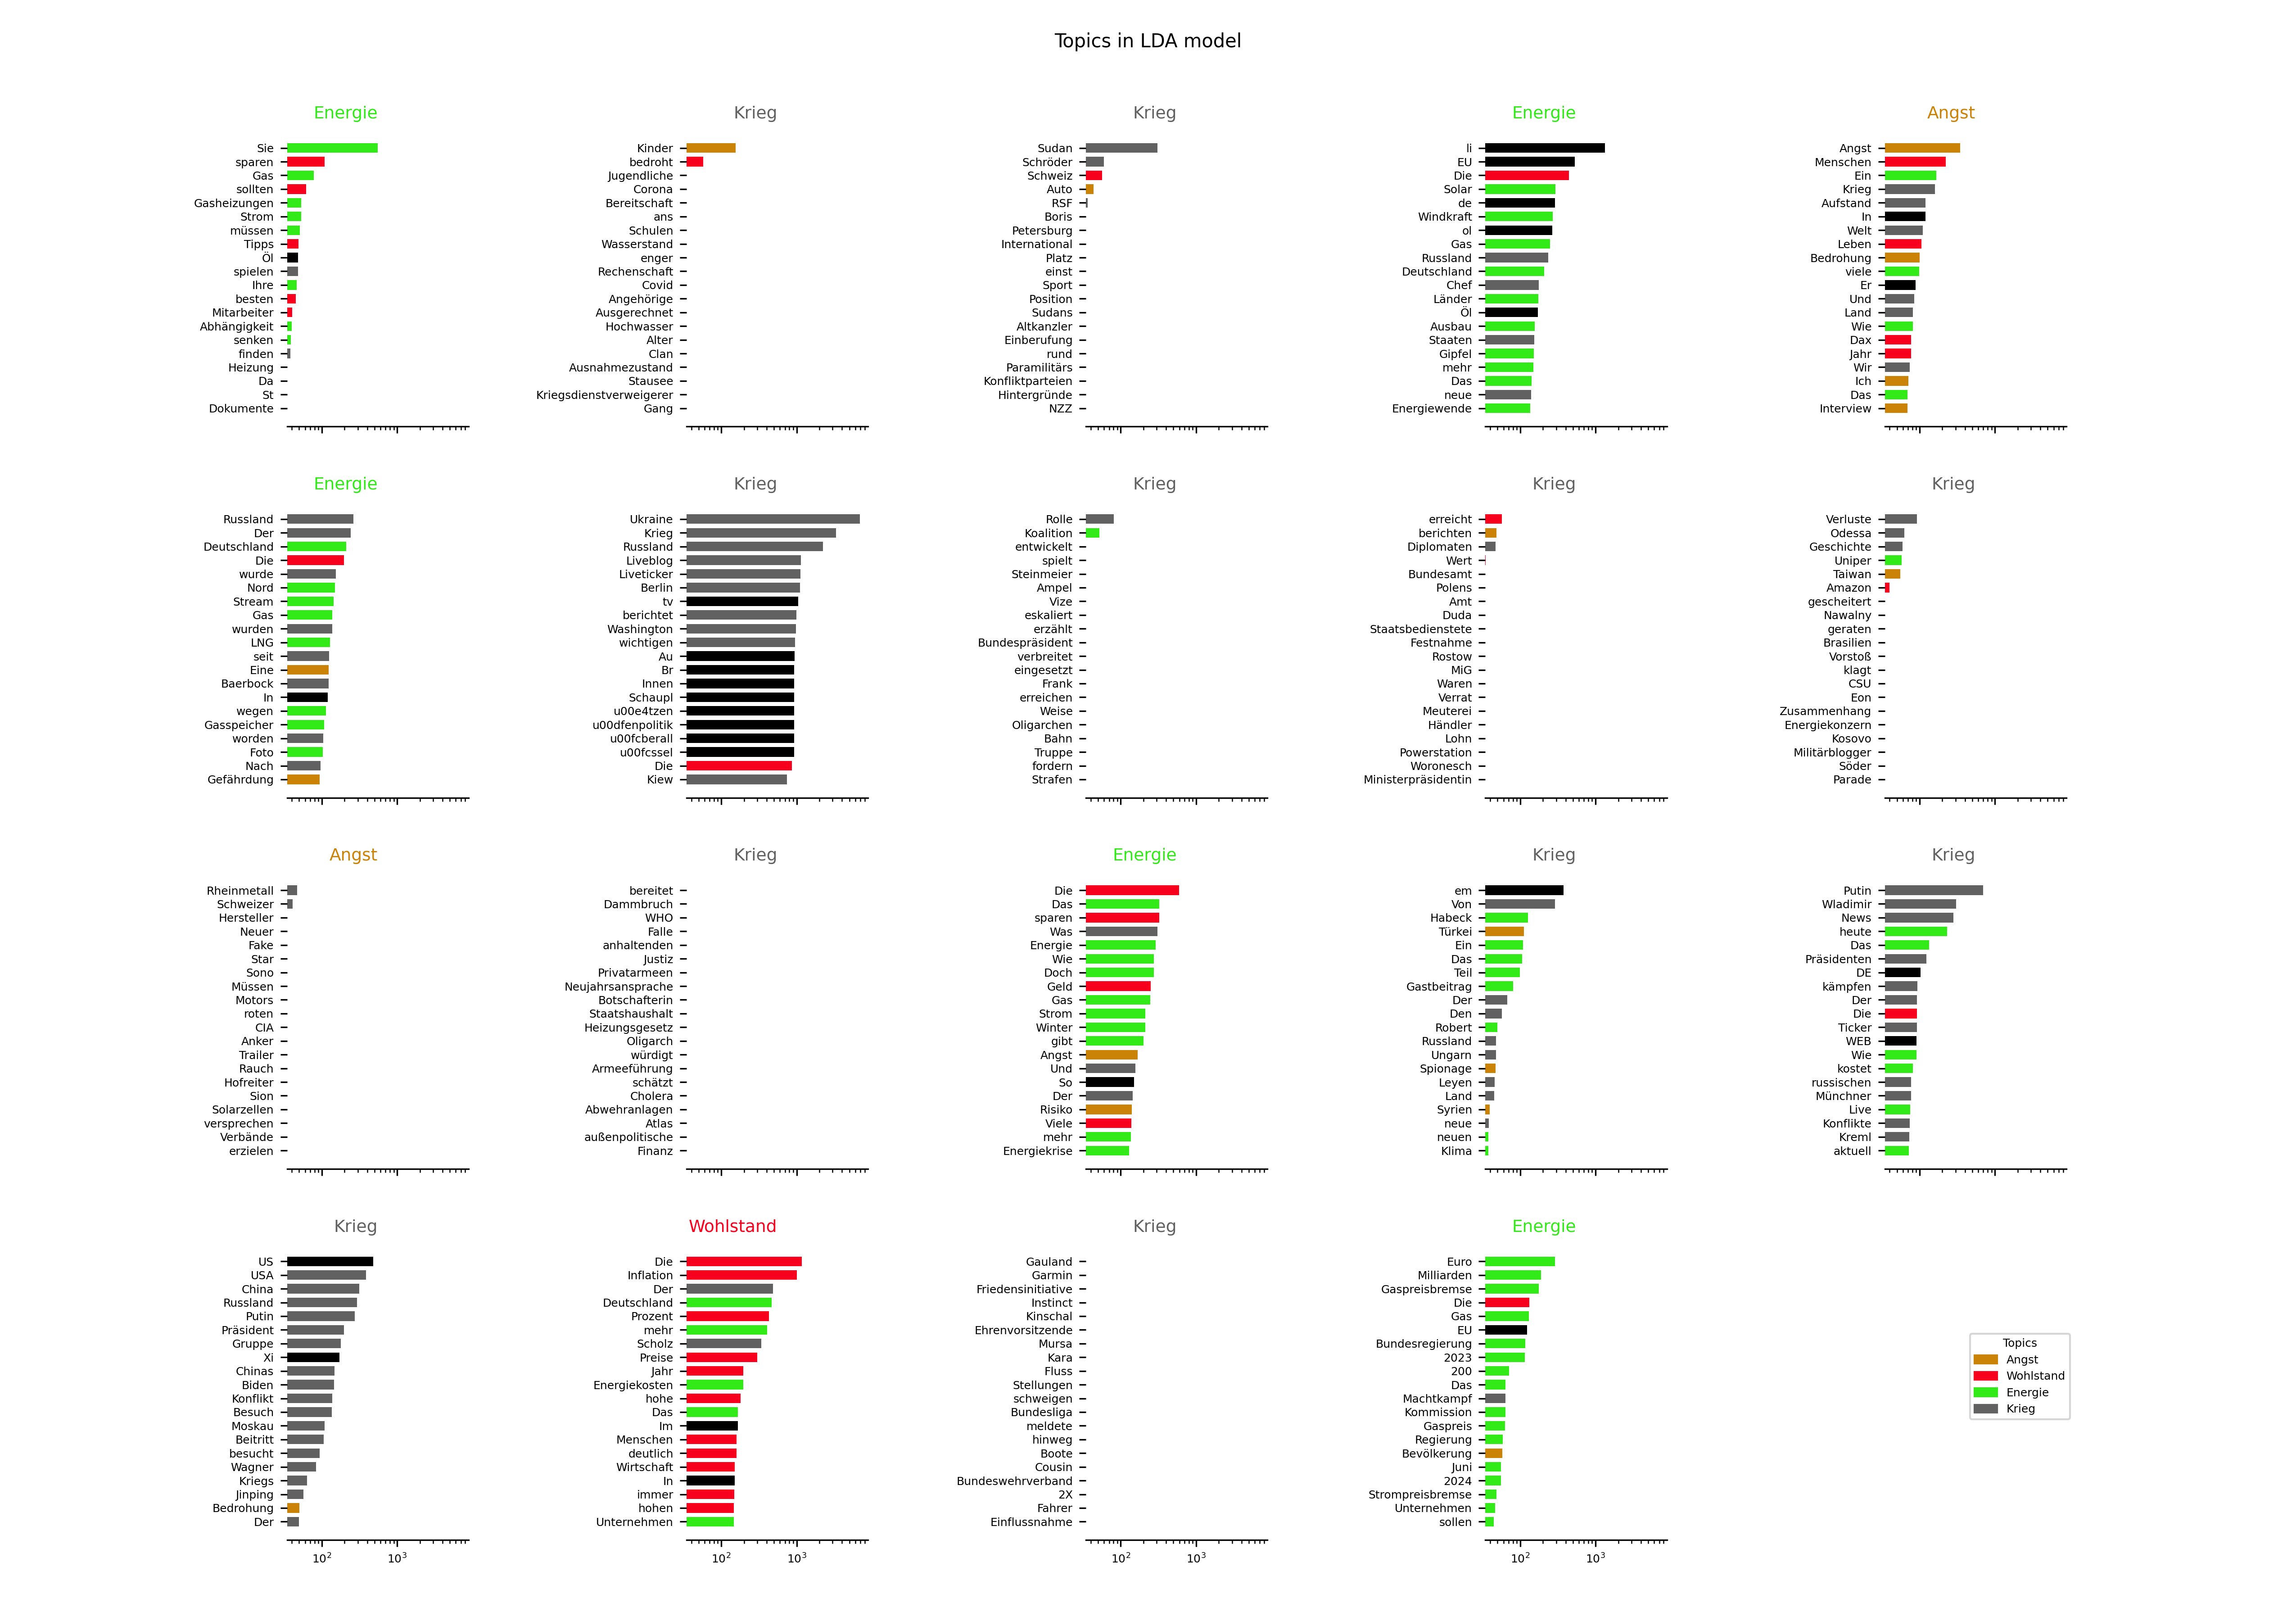 Topics in LDA model
Energie
Sie
sparen
Gas
sollten
Gasheizungen
Strom
müssen
Tipps
Öl
spielen
Ihre
besten
Mitarbeiter
Abhängigkeit
senken
finden
Heizung
Da
St
Dokumente
Krieg
Kinder
bedroht
Jugendliche
Corona
Bereitschaft
ans
Schulen
Wasserstand
enger
Rechenschaft
Covid
Angehörige
Ausgerechnet
Hochwasser
Alter
Clan
Ausnahmezustand
Stausee
Kriegsdienstverweigerer
Gang
Krieg
Sudan
Schröder
Schweiz
Auto
RSF
Boris
Petersburg
International
Platz
einst
Sport
Position
Sudans
Altkanzler
Einberufung
rund
Paramilitärs
Konfliktparteien
Hintergründe
NZZ
Energie
li
EU
Die
Solar
de
Windkraft
ol
Gas
Russland
Deutschland
Chef
Länder
Öl
Ausbau
Staaten
Gipfel
mehr
Das
neue
Energiewende
Angst
Angst
Menschen
Ein
Krieg
Aufstand
In
Welt
Leben
Bedrohung
viele
Er
Und
Land
Wie
Dax
Jahr
Wir
Ich
Das
Interview
Energie
Russland
Der
Deutschland
Die
wurde
Nord
Stream
Gas
wurden
LNG
seit
Eine
Baerbock
In
wegen
Gasspeicher
worden
Foto
Nach
Gefährdung
Krieg
Ukraine
Krieg
Russland
Liveblog
Liveticker
Berlin
tv
berichtet
Washington
wichtigen
Au
Br
Innen
Schaupl
u00e4tzen
u00dfenpolitik
u00fcberall
u00fcssel
Die
Kiew
Krieg
Rolle
Koalition
entwickelt
spielt
Steinmeier
Ampel
Vize
eskaliert
erzählt
Bundespräsident
verbreitet
eingesetzt
Frank
erreichen
Weise
Oligarchen
Bahn
Truppe
fordern
Strafen
Krieg
erreicht
berichten
Diplomaten
Wert
Bundesamt
Polens
Amt
Duda
Staatsbedienstete
Festnahme
Rostow
MiG
Waren
Verrat
Meuterei
Händler
Lohn
Powerstation
Woronesch
Ministerpräsidentin
Krieg
Verluste
Odessa
Geschichte
Uniper
Taiwan
Amazon
gescheitert
Nawalny
geraten
Brasilien
Vorstoß
klagt
CSU
Eon
Zusammenhang
Energiekonzern
Kosovo
Militärblogger
Söder
Parade
Angst
Rheinmetall
Schweizer
Hersteller
Neuer
Fake
Star
Sono
Müssen
Motors
roten
CIA
Anker
Trailer
Rauch
Hofreiter
Sion
Solarzellen
versprechen
Verbände
erzielen
Krieg
bereitet
Dammbruch
WHO
Falle
anhaltenden
Justiz
Privatarmeen
Neujahrsansprache
Botschafterin
Staatshaushalt
Heizungsgesetz
Oligarch
würdigt
Armeeführung
schätzt
Cholera
Abwehranlagen
Atlas
außenpolitische
Finanz
Energie
Die
Das
sparen
Was
Energie
Wie
Doch
Geld
Gas
Strom
Winter
gibt
Angst
Und
So
Der
Risiko
Viele
mehr
Energiekrise
Krieg
em
Von
Habeck
Türkei
Ein
Das
Teil
Gastbeitrag
Der
Den
Robert
Russland
Ungarn
Spionage
Leyen
Land
Syrien
neue
neuen
Klima
Krieg
Putin
Wladimir
News
heute
Das
Präsidenten
DE
kämpfen
Der
Die
Ticker
WEB
Wie
kostet
russischen
Münchner
Live
Konflikte
Kreml
aktuell
Krieg
US
USA
China
Russland
Putin
Präsident
Gruppe
Xi
Chinas
Biden
Konflikt
Besuch
Moskau
Beitritt
besucht
Wagner
Kriegs
Jinping
Bedrohung
Der
10² 10³
Wohlstand
Die
Inflation
Der
Deutschland
Prozent
mehr
Scholz
Preise
Jahr
Energiekosten
hohe
Das
Im
Menschen
deutlich
Wirtschaft
In
immer
hohen
Unternehmen
10² 10³
Krieg
Gauland
Garmin
Friedensinitiative
Instinct
Kinschal
Ehrenvorsitzende
Mursa
Kara
Fluss
Stellungen
schweigen
Bundesliga
meldete
hinweg
Boote
Cousin
Bundeswehrverband
2X
Fahrer
Einflussnahme
10² 10³
Energie
Euro
Milliarden
Gaspreisbremse
Die
Gas
EU
Bundesregierung
2023
200
Das
Machtkampf
Kommission
Gaspreis
Regierung
Bevölkerung
Juni
2024
Strompreisbremse
Unternehmen
sollen
10² 10³
Topics
Angst
Wohlstand
Energie
Krieg